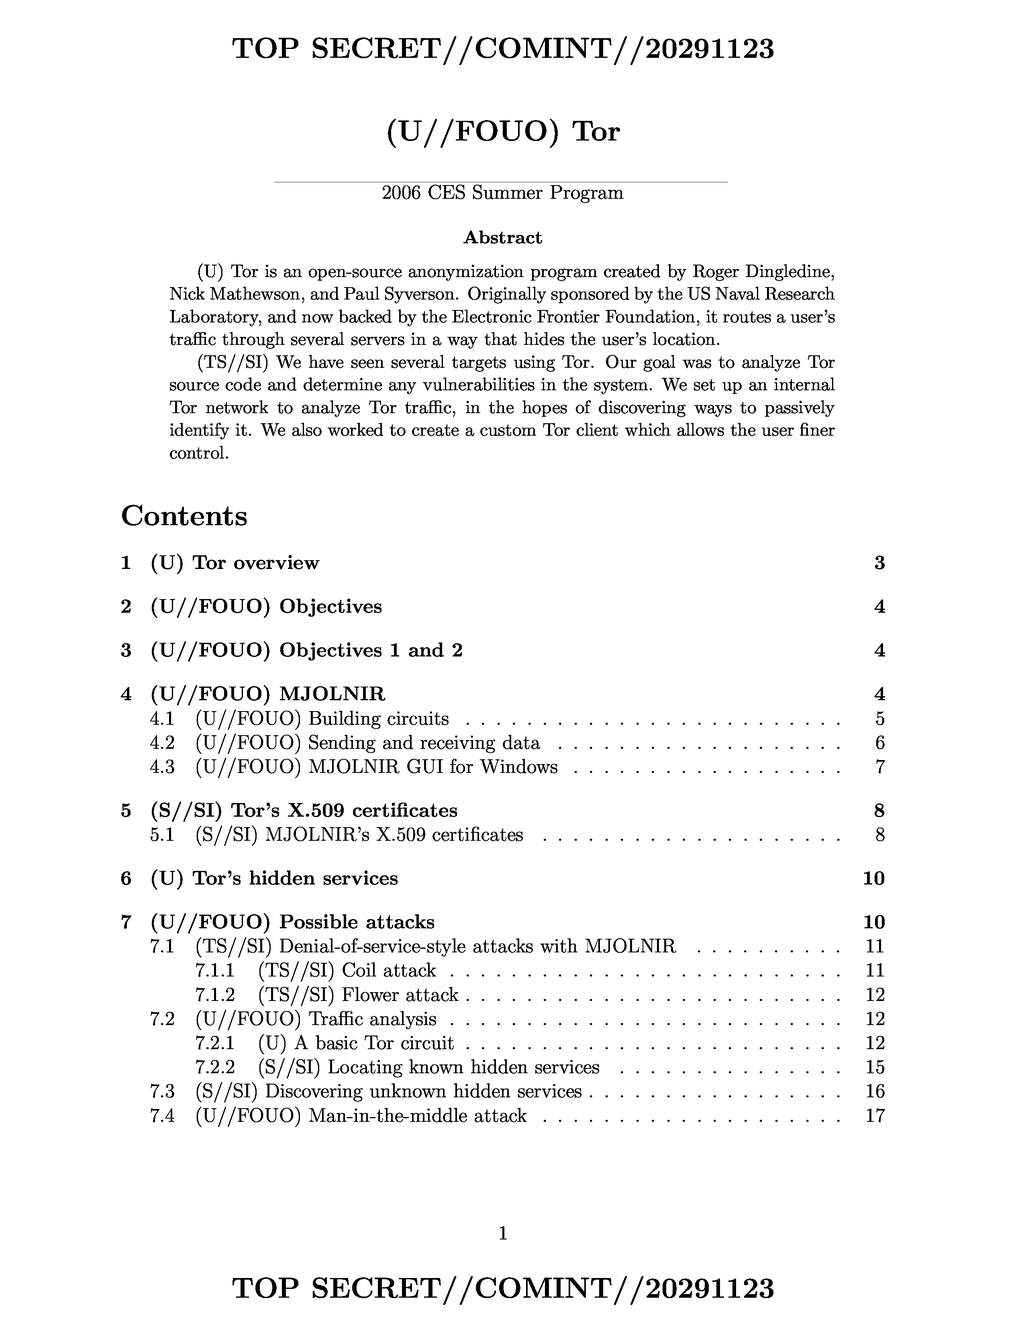 TOP SECRET//COMINT//20291123
(U//FOUO) Tor
2006 CES Summer Program
Abstract
(U) Tor is an open-source anonymization program created by Roger Dingledine,
Nick Mathewson, and Paul Syverson. Originally sponsored by the US Naval Research
Laboratory, and now backed by the Electronic Frontier Foundation, it routes a user's
traffic through several servers in a way that hides the user's location.
(TS//SI) We have seen several targets using Tor. Our goal was to analyze Tor
source code and determine any vulnerabilities in the system. We set up an internal
Tor network to analyze Tor traffic, in the hopes of discovering ways to passively
identify it. We also worked to create a custom Tor client which allows the user finer
control.
Contents
1 (U) Tor overview 3
2 (U//FOUO) Objectives 4
3 (U//FOUO) Objectives 1 and 2 4
4 (U//FOUO) MJOLNIR 4
4.1 (U//FOUO) Building circuits . . . . . . . . . . . . . . . . . . . . . . . . . 5
4.2 (U//FOUO) Sending and receiving data . . . . . . . . . . . . . . . . . . . 6
4.3 (U//FOUO) MJOLNIR GUI for Windows . . . . . . . . . . . . . . . . . . 7
5 (S//SI) Tor's X.509 certificates 8
5.1 (S//SI) MJOLNIR's X.509 certificates . . . . . . . . . . . . . . . . . . . . 8
6 (U) Tor's hidden services 10
7 (U//FOUO) Possible attacks 10
7.1 (TS//SI) Denial-of-service-style attacks with MJOLNIR . . . . . . . . . . 11
7.1.1 (TS//SI) Coil attack . . . . . . . . . . . . . . . . . . . . . . . . . . 11
7.1.2 (TS//SI) Flower attack . . . . . . . . . . . . . . . . . . . . . . . . . 12
7.2 (U//FOUO) Traffic analysis . . . . . . . . . . . . . . . . . . . . . . . . . . 12
7.2.1 (U) A basic Tor circuit . . . . . . . . . . . . . . . . . . . . . . . . . 12
7.2.2 (S//SI) Locating known hidden services . . . . . . . . . . . . . . . 15
7.3 (S//SI) Discovering unknown hidden services . . . . . . . . . . . . . . . . . 16
7.4 (U//FOUO) Man-in-the-middle attack . . . . . . . . . . . . . . . . . . . . 17
1
TOP SECRET//COMINT//20291123